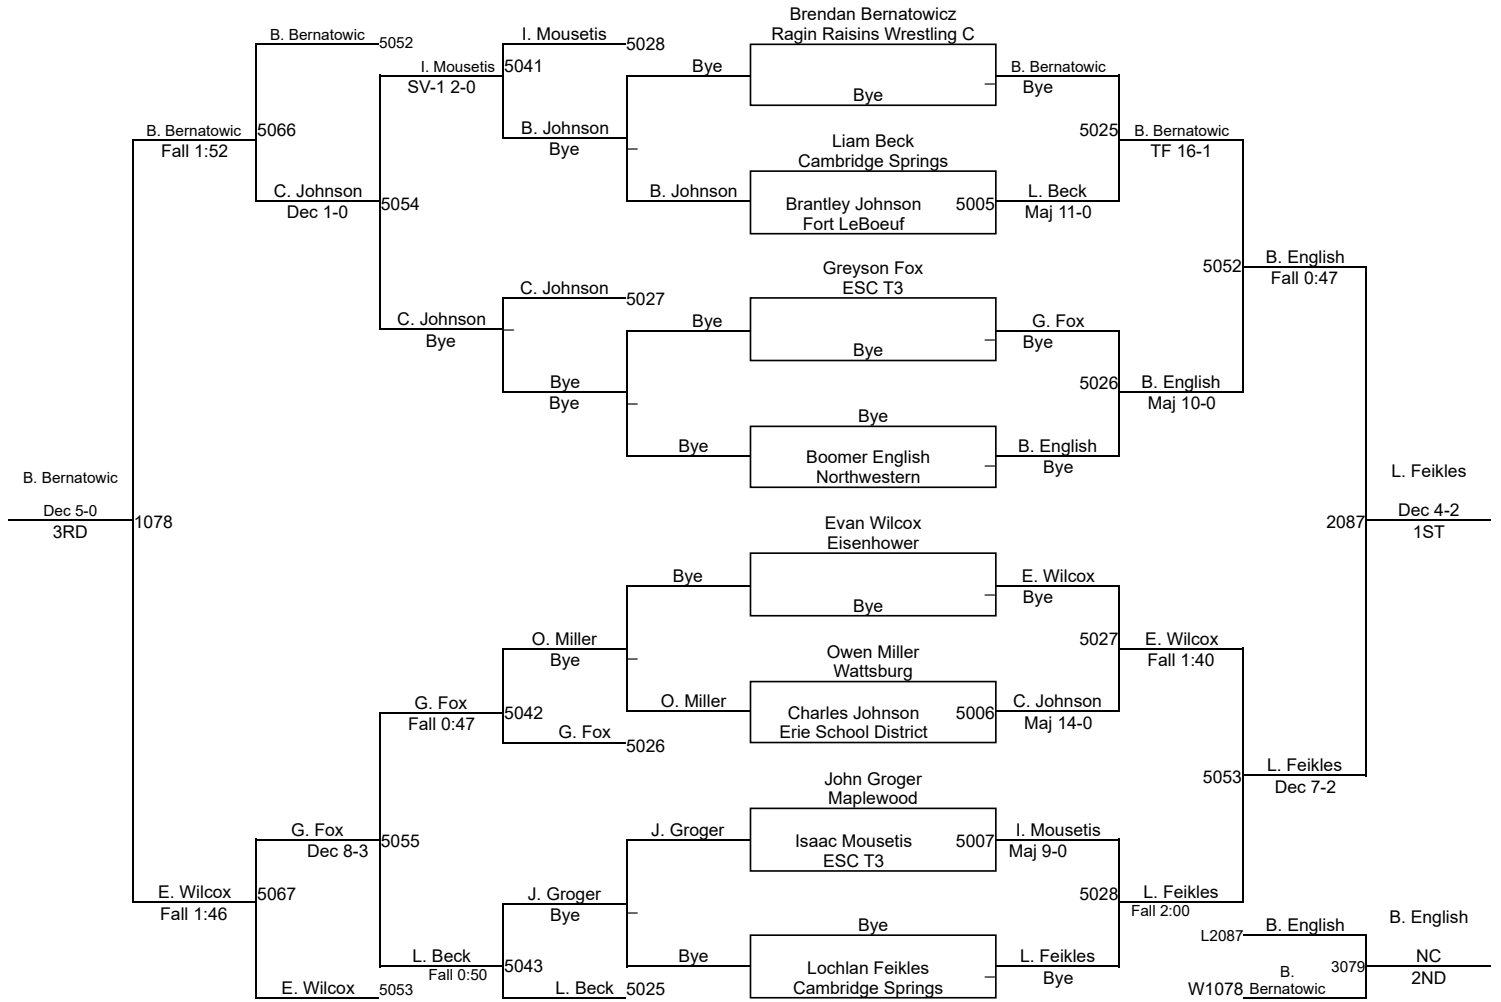 Brendan Bernatowicz
Ragin Raisins Wrestling C
B. Bernatowic
5052
I. Mousetis
5028
I. Mousetis
5041
SV-1 2-0
Bye
Bye
B. Bernatowic
Bye
B. Bernatowic
5066
Fall 1:52
B. Johnson
Bye
Liam Beck
Cambridge Springs
5025
B. Bernatowic
TF 16-1
C. Johnson
5054
Dec 1-0
B. Johnson
Brantley Johnson
5005
Fort LeBoeuf
L. Beck
Maj 11-0
Greyson Fox
ESC T3
5052
B. English
Fall 0:47
C. Johnson
5027
C. Johnson
Bye
Bye
Bye
G. Fox
Bye
Bye
Bye
5026
B. English
Maj 10-0
Bye
Bye
Boomer English
Northwestern
B. English
Bye
B. Bernatowic
Dec 5-0
3RD
1078
L. Feikles
2087
Dec 4-2
1ST
Evan Wilcox
Eisenhower
Bye
Bye
E. Wilcox
Bye
O. Miller
Bye
Owen Miller
Wattsburg
5027
E. Wilcox
Fall 1:40
G. Fox
5042
Fall 0:47
G. Fox
5026
O. Miller
Charles Johnson
5006
Erie School District
C. Johnson
Maj 14-0
John Groger
Maplewood
5053
L. Feikles
Dec 7-2
G. Fox
5055
Dec 8-3
J. Groger
Isaac Mousetis
5007
ESC T3
I. Mousetis
Maj 9-0
E. Wilcox
5067
Fall 1:46
J. Groger
Bye
Bye
5028
L. Feikles
Fall 2:00
L. Beck
5043
Fall 0:50
Bye
Lochlan Feikles
Cambridge Springs
L. Feikles
Bye
E. Wilcox
5053
L. Beck
5025
L2087
B. English
B. English
3079
NC
2ND
W1078
B.
Bernatowic